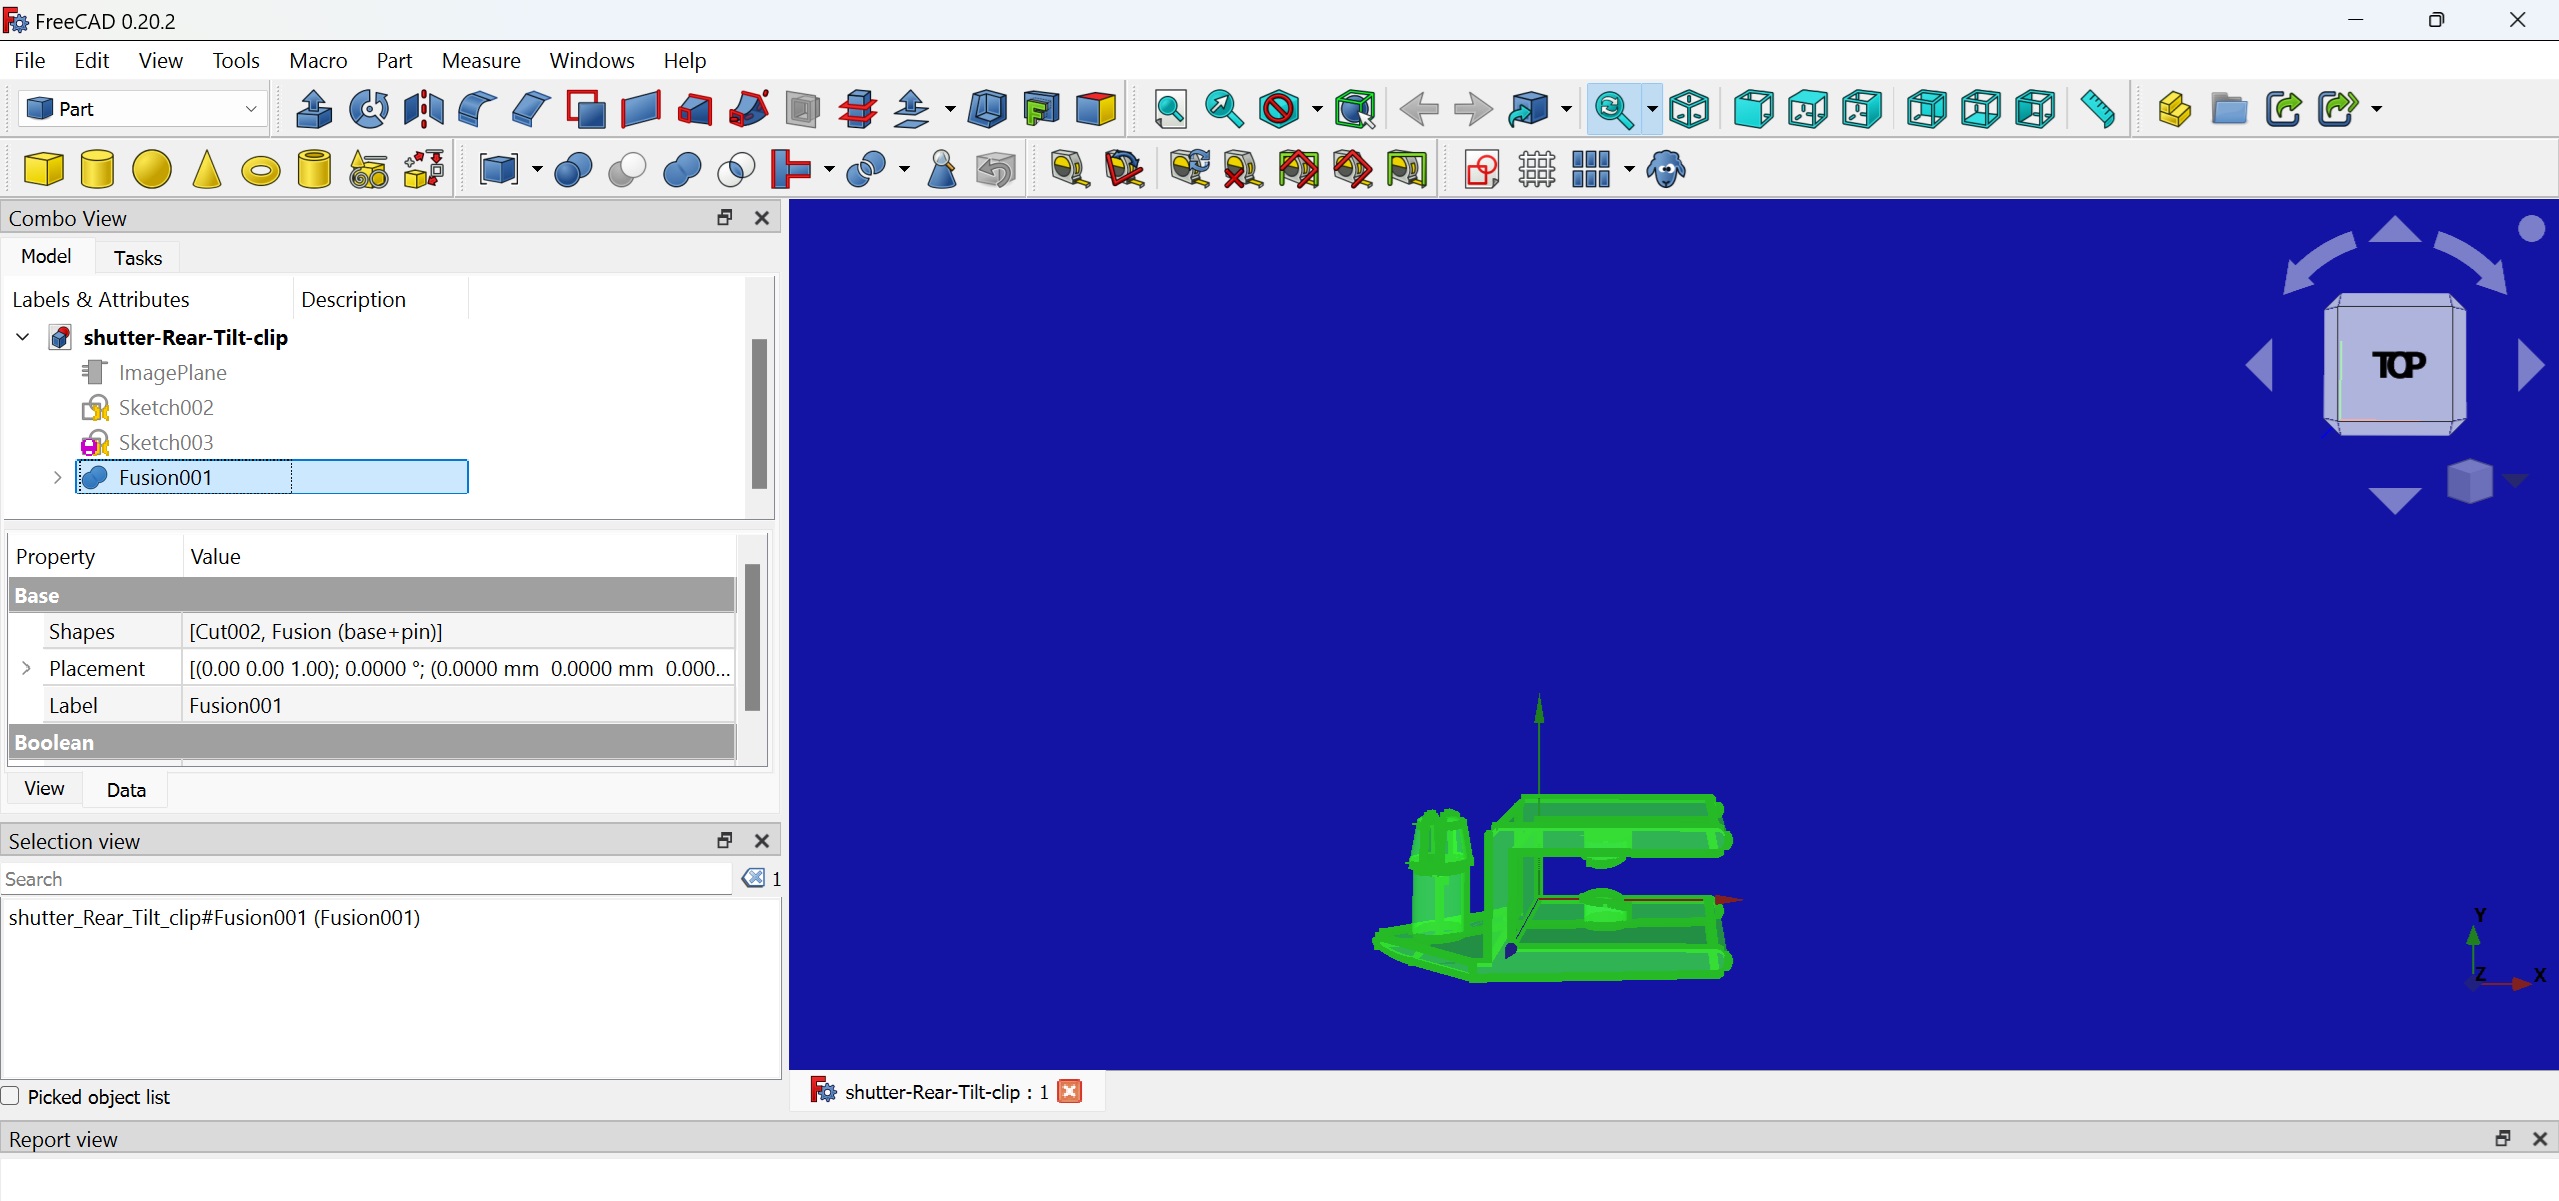 FreeCAD 0.20.2
File Edit View Tools Macro Part Measure Windows Help
Part
Combo View
Model Tasks
Labels & Attributes Description
shutter-Rear-Tilt-clip
ImagePlane
Sketch002
Sketch003
Fusion001
TOP
Property Value
Base
Shapes [Cut002, Fusion (base+pin)]
Placement [(0.00 0.00 1.00); 0.0000 °; (0.0000 mm 0.0000 mm 0.000...
Label Fusion001
Boolean
View Data
Selection view
Search 1
shutter_Rear_Tilt_clip#Fusion001 (Fusion001)
Y
Z X
Picked object list
shutter-Rear-Tilt-clip : 1
Report view